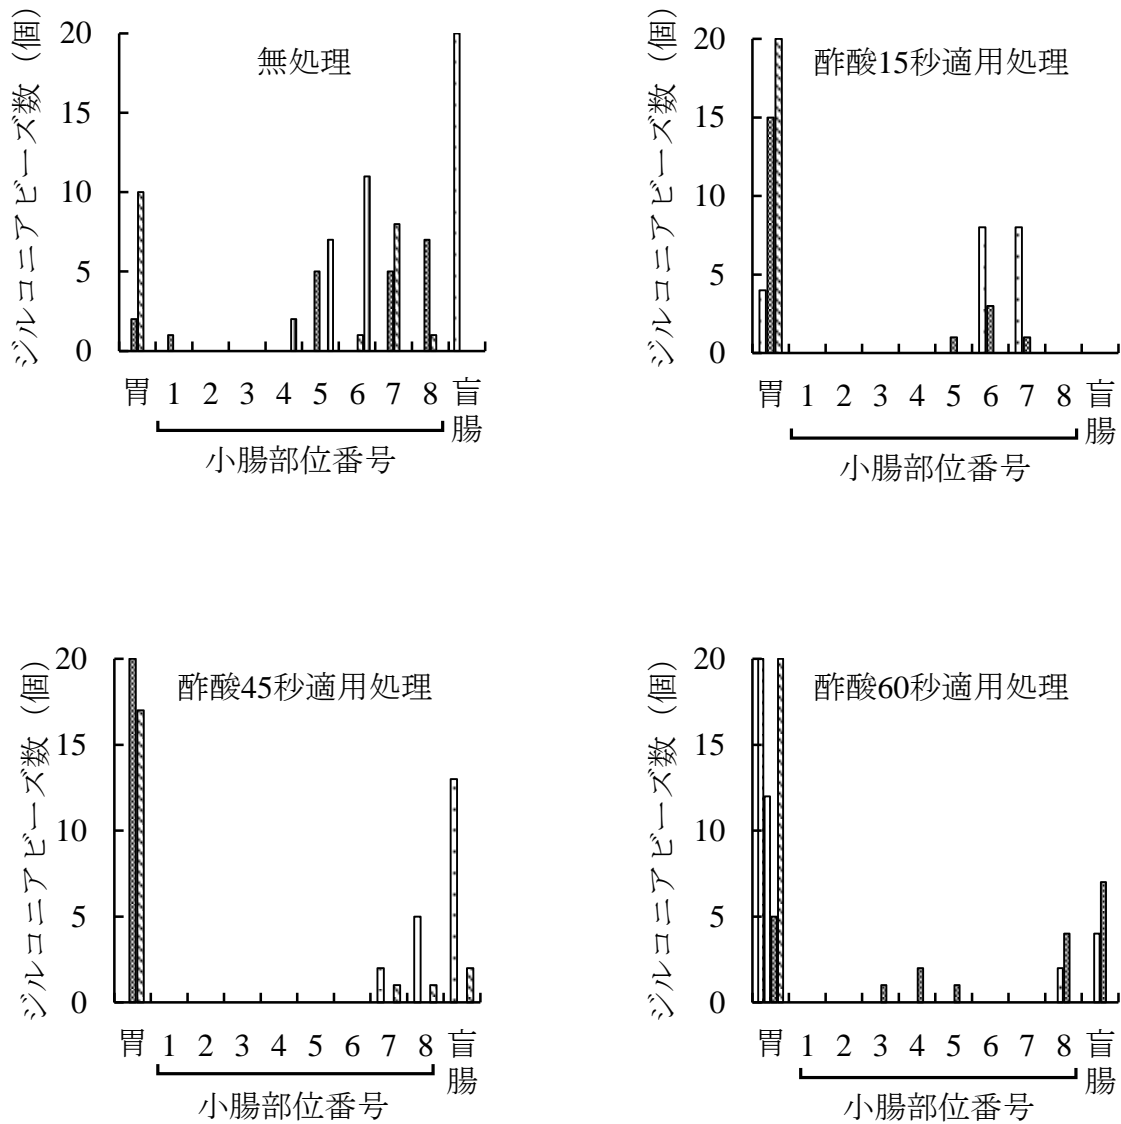 ジルコニアビーズ数（個）
無処理
20
15
10
5
0
胃 1 2 3 4 5 6 7 8 盲腸
小腸部位番号
ジルコニアビーズ数（個）
酢酸15秒適用処理
20
15
10
5
0
胃 1 2 3 4 5 6 7 8 盲腸
小腸部位番号
ジルコニアビーズ数（個）
酢酸45秒適用処理
20
15
10
5
0
胃 1 2 3 4 5 6 7 8 盲腸
小腸部位番号
ジルコニアビーズ数（個）
酢酸60秒適用処理
20
15
10
5
0
胃 1 2 3 4 5 6 7 8 盲腸
小腸部位番号